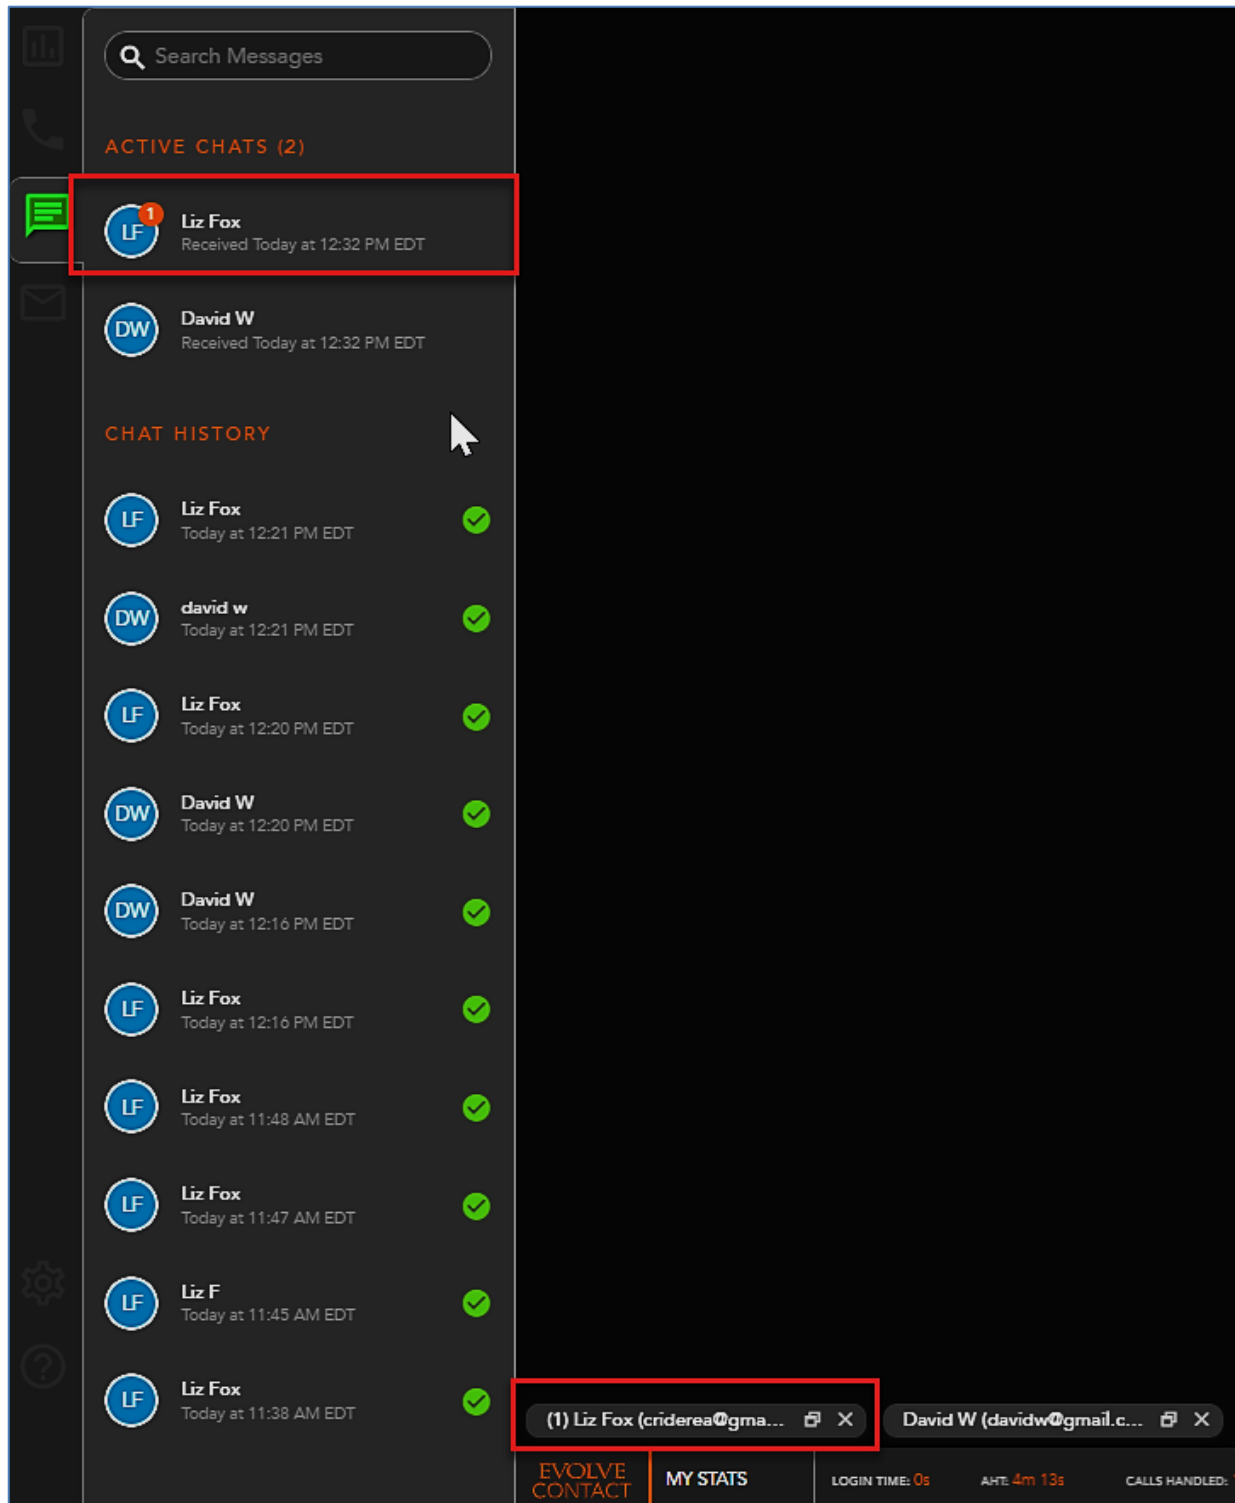 Search Messages
ACTIVE CHATS (2)
LF
1
Liz Fox
Received Today at 12:32 PM EDT
DW
David W
Received Today at 12:32 PM EDT
CHAT HISTORY
LF
Liz Fox
Today at 12:21 PM EDT
DW
david w
Today at 12:21 PM EDT
LF
Liz Fox
Today at 12:20 PM EDT
DW
David W
Today at 12:20 PM EDT
DW
David W
Today at 12:16 PM EDT
LF
Liz Fox
Today at 12:16 PM EDT
LF
Liz Fox
Today at 11:48 AM EDT
LF
Liz Fox
Today at 11:47 AM EDT
LF
Liz F
Today at 11:45 AM EDT
LF
Liz Fox
Today at 11:38 AM EDT
(1) Liz Fox (criderea@gma...
David W (davidw@gmail.c...
EVOLVE
CONTACT
MY STATS
LOGIN TIME: 0s
AHT: 4m 13s
CALLS HANDLED: